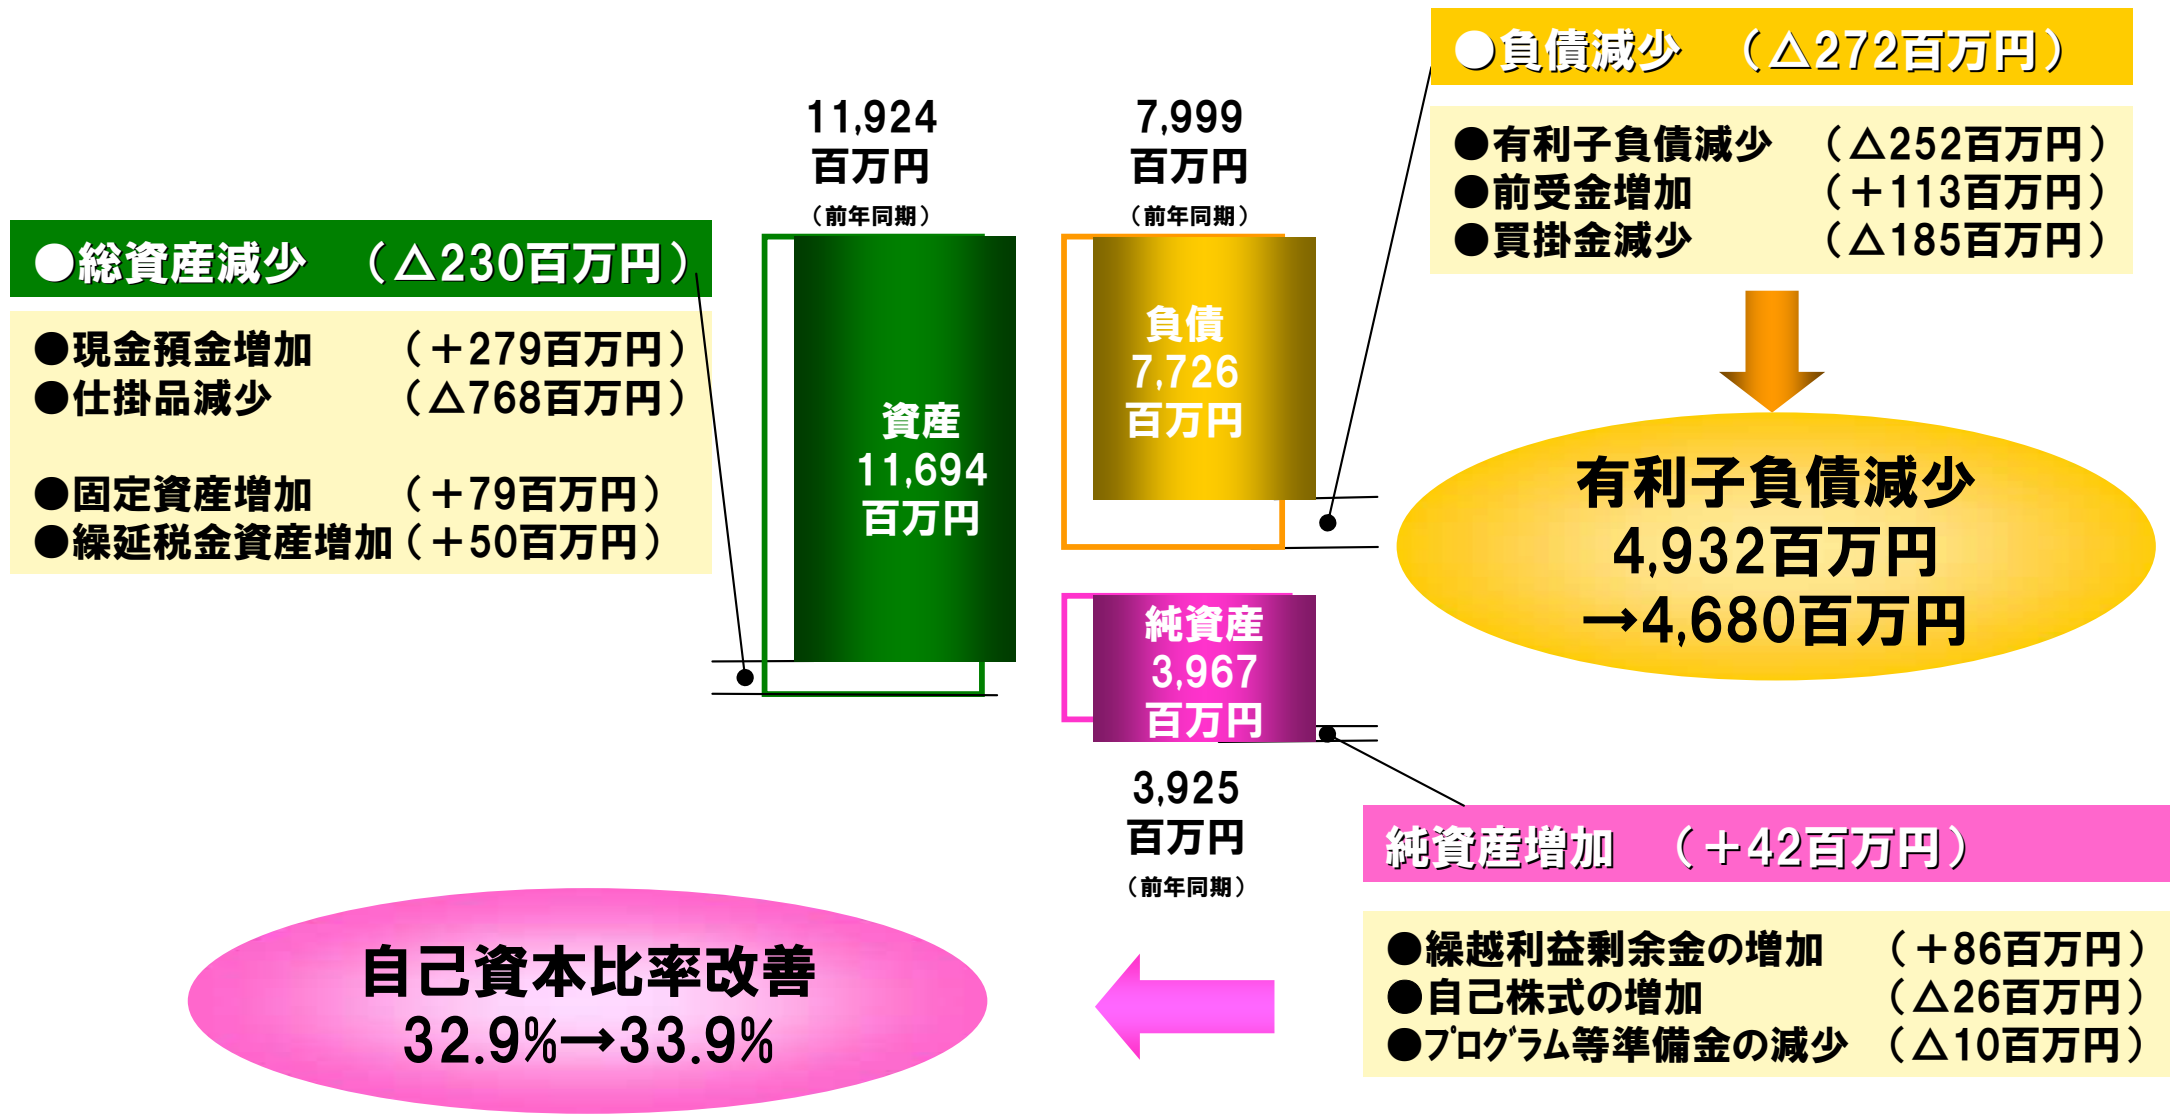 ●総資産減少　（△230百万円）
●現金預金増加　（＋279百万円）
●仕掛品減少　（△768百万円）
●固定資産増加　（＋79百万円）
●繰延税金資産増加（＋50百万円）
11,924
百万円
（前年同期）
資産
11,694
百万円
7,999
百万円
（前年同期）
負債
7,726
百万円
純資産
3,967
百万円
3,925
百万円
（前年同期）
●負債減少　（△272百万円）
●有利子負債減少　（△252百万円）
●前受金増加　（＋113百万円）
●買掛金減少　（△185百万円）
有利子負債減少
4,932百万円
→4,680百万円
純資産増加　（＋42百万円）
●繰越利益剰余金の増加　（＋86百万円）
●自己株式の増加　（△26百万円）
●ﾌﾟﾛｸﾞﾗﾑ等準備金の減少　（△10百万円）
自己資本比率改善
32.9%→33.9%